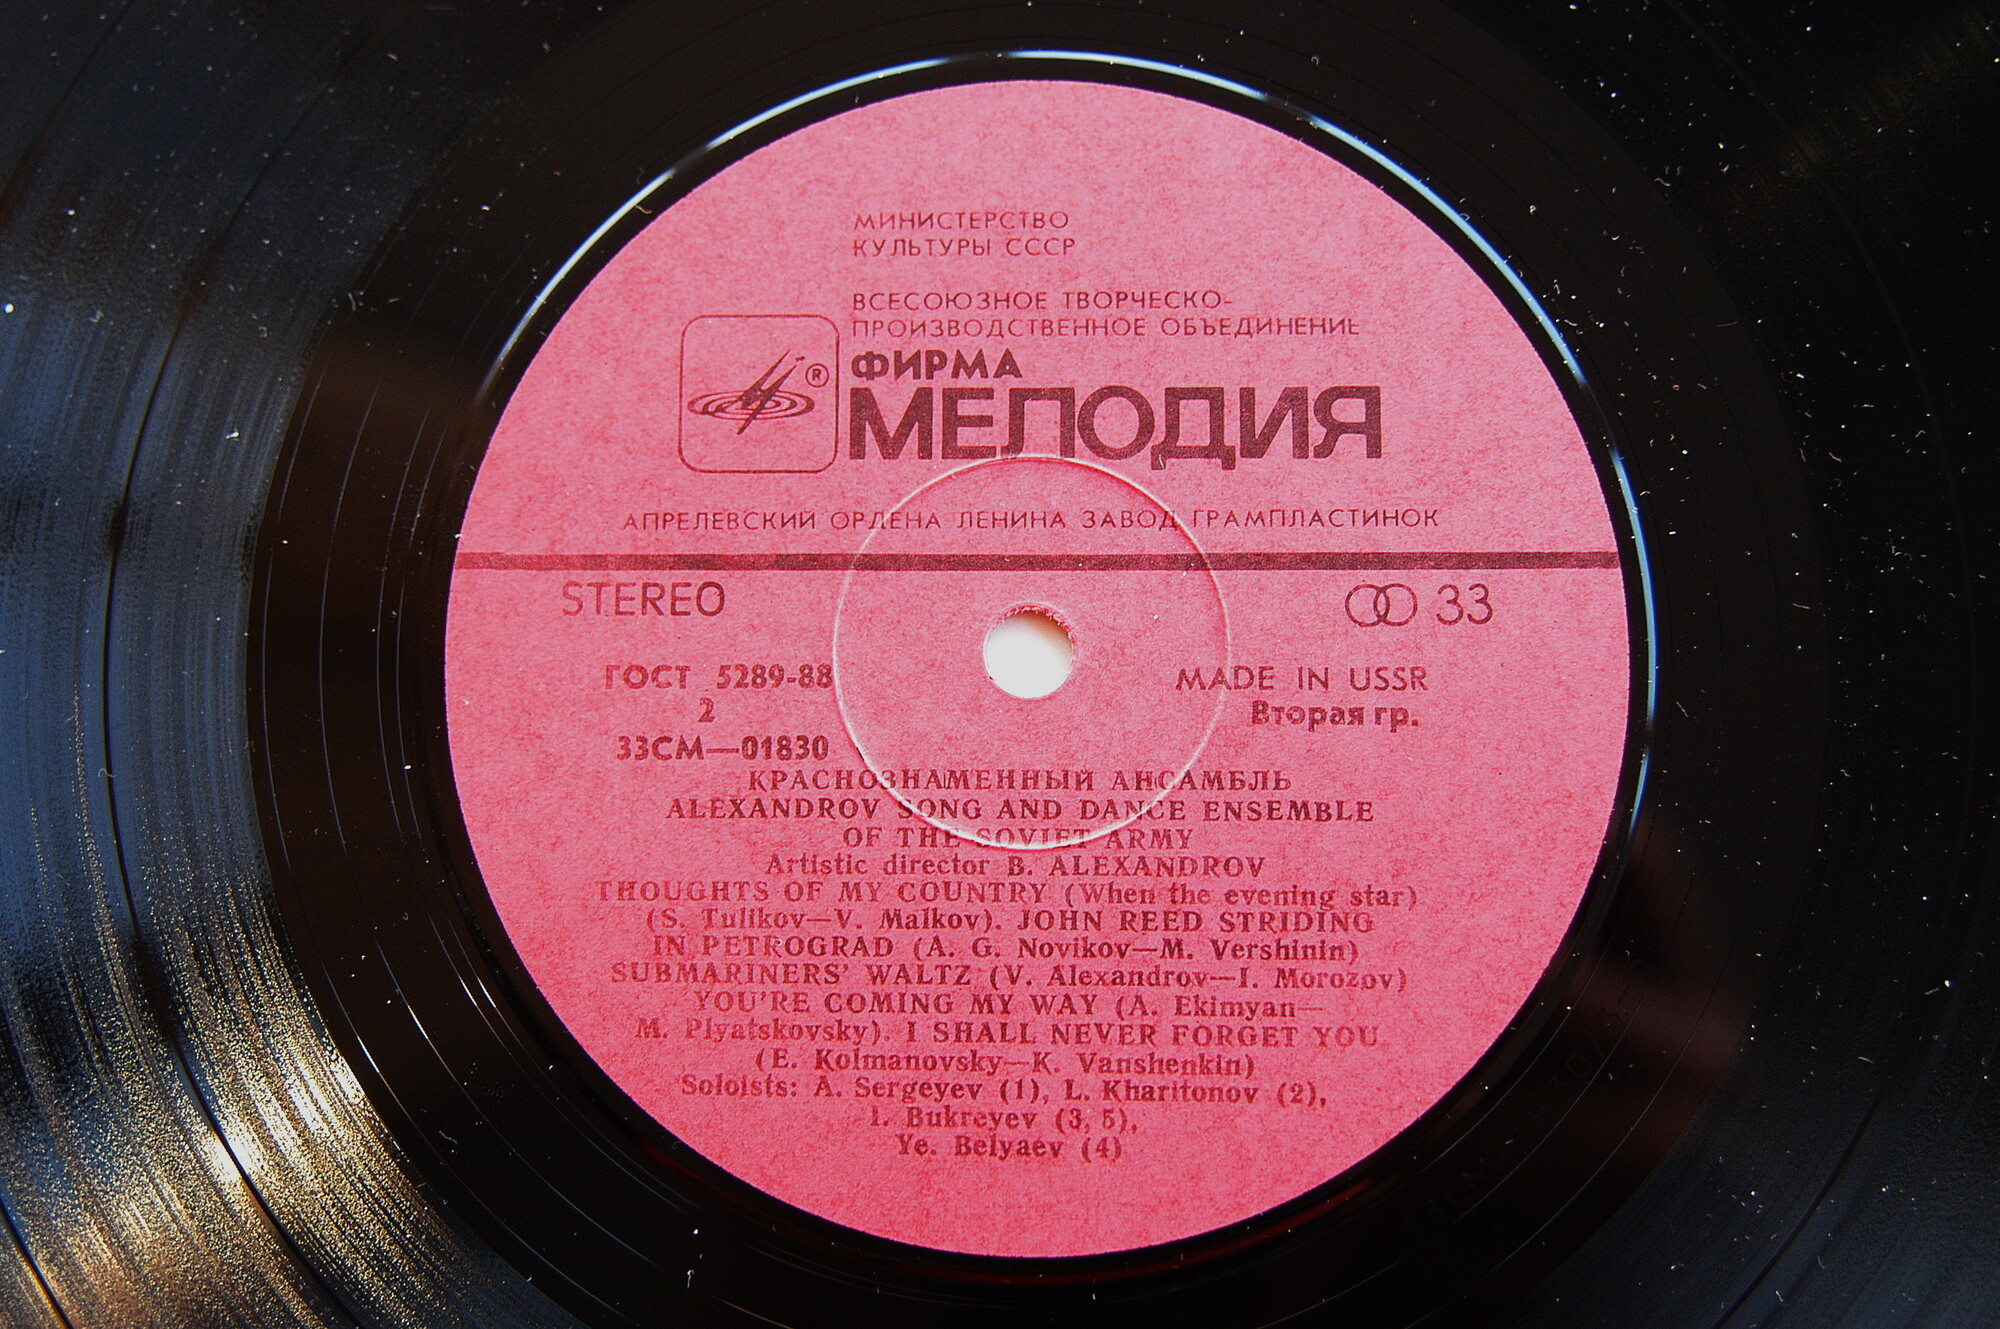 МИНИСТЕРСТВО
КУЛЬТУРЫ СССР
ВСЕСОЮЗНОЕ ТВОРЧЕСКО-
ПРОИЗВОДСТВЕННОЕ ОБЪЕДИНЕНИЕ
ФИРМА
®
МЕЛОДИЯ
АПРЕЛЕВСКИЙ ОРДЕНА ЛЕНИНА ЗАВОД ГРАМПЛАСТИНОК
STEREO 33
ГОСТ 5289-88 MADE IN USSR
2 Вторая гр.
33СМ—01830
КРАСНОЗНАМЕННЫЙ АНСАМБЛЬ
ALEXANDROV SONG AND DANCE ENSEMBLE
OF THE SOVIET ARMY
Artistic director B. ALEXANDROV
THOUGHTS OF MY COUNTRY (When the evening star)
(S. Tulikov—V. Malkov). JOHN REED STRIDING
IN PETROGRAD (A. G. Novikov—M. Vershinin)
SUBMARINERS' WALTZ (V. Alexandrov—I. Morozov)
YOU'RE COMING MY WAY (A. Ekimyan—
M. Plyatskovsky). I SHALL NEVER FORGET YOU
(E. Kolmanovsky—K. Vanshenkin)
Soloists: A. Sergeyev (1), L. Kharitonov (2),
I. Bukreyev (3, 5),
Ye. Belyaev (4)